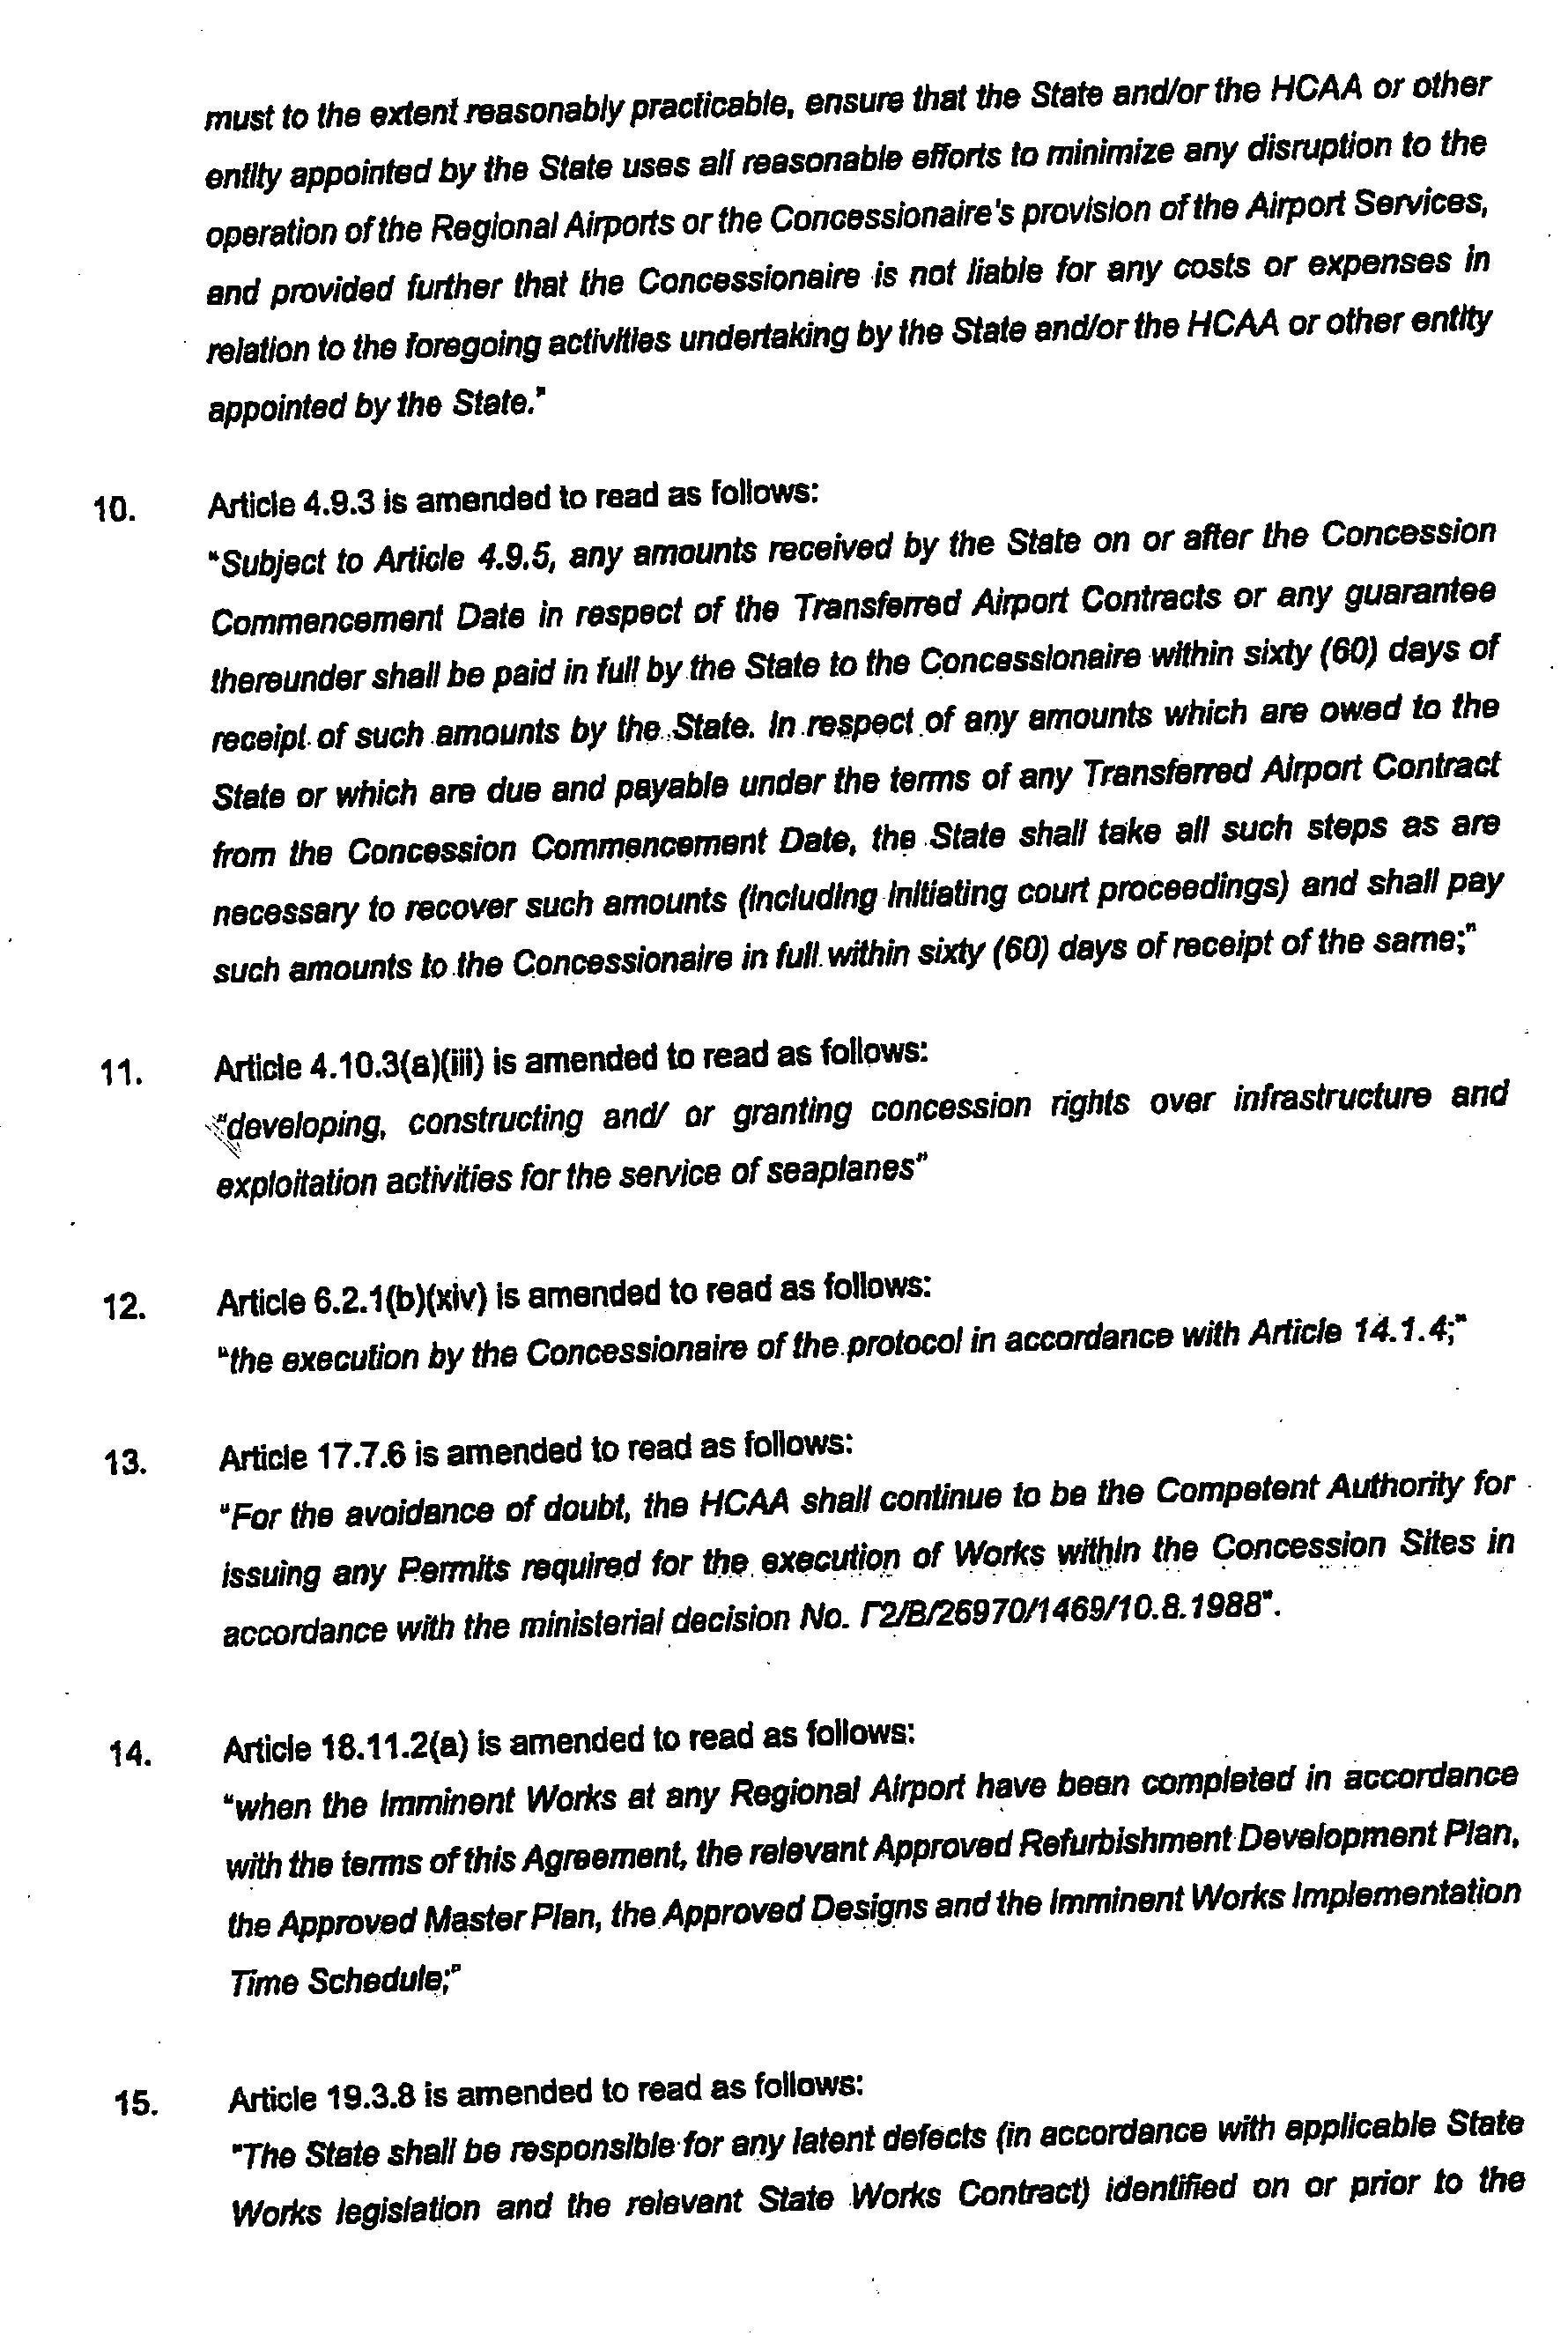 must to the extent reasonably practicable, ensure that the State and/or the HCAA or other
entity appointed by the State uses all reasonable efforts to minimize any disruption to the
operation of the Regional Airports or the Concessionaire's provision of the Airport Services,
and provided further that the Concessionaire is not liable for any costs or expenses in
relation to the foregoing activities undertaking by the State and/or the HCAA or other entity
appointed by the State."
10. Article 4.9.3 is amended to read as follows:
"Subject to Article 4.9.5, any amounts received by the State on or after the Concession
Commencement Date in respect of the Transferred Airport Contracts or any guarantee
thereunder shall be paid in full by the State to the Concessionaire within sixty (60) days of
receipt of such amounts by the State. In respect of any amounts which are owed to the
State or which are due and payable under the terms of any Transferred Airport Contract
from the Concession Commencement Date, the State shall take all such steps as are
necessary to recover such amounts (including initiating court proceedings) and shall pay
such amounts to the Concessionaire in full within sixty (60) days of receipt of the same;"
11. Article 4.10.3(a)(iii) is amended to read as follows:
"developing, constructing and/ or granting concession rights over infrastructure and
exploitation activities for the service of seaplanes"
12. Article 6.2.1(b)(xiv) is amended to read as follows:
"the execution by the Concessionaire of the protocol in accordance with Article 14.1.4;"
13. Article 17.7.6 is amended to read as follows:
"For the avoidance of doubt, the HCAA shall continue to be the Competent Authority for
issuing any Permits required for the execution of Works within the Concession Sites in
accordance with the ministerial decision No. Γ2/B/26970/1469/10.8.1988".
14. Article 18.11.2(a) is amended to read as follows:
"when the Imminent Works at any Regional Airport have been completed in accordance
with the terms of this Agreement, the relevant Approved Refurbishment Development Plan,
the Approved Master Plan, the Approved Designs and the Imminent Works Implementation
Time Schedule;"
15. Article 19.3.8 is amended to read as follows:
"The State shall be responsible for any latent defects (in accordance with applicable State
Works legislation and the relevant State Works Contract) identified on or prior to the